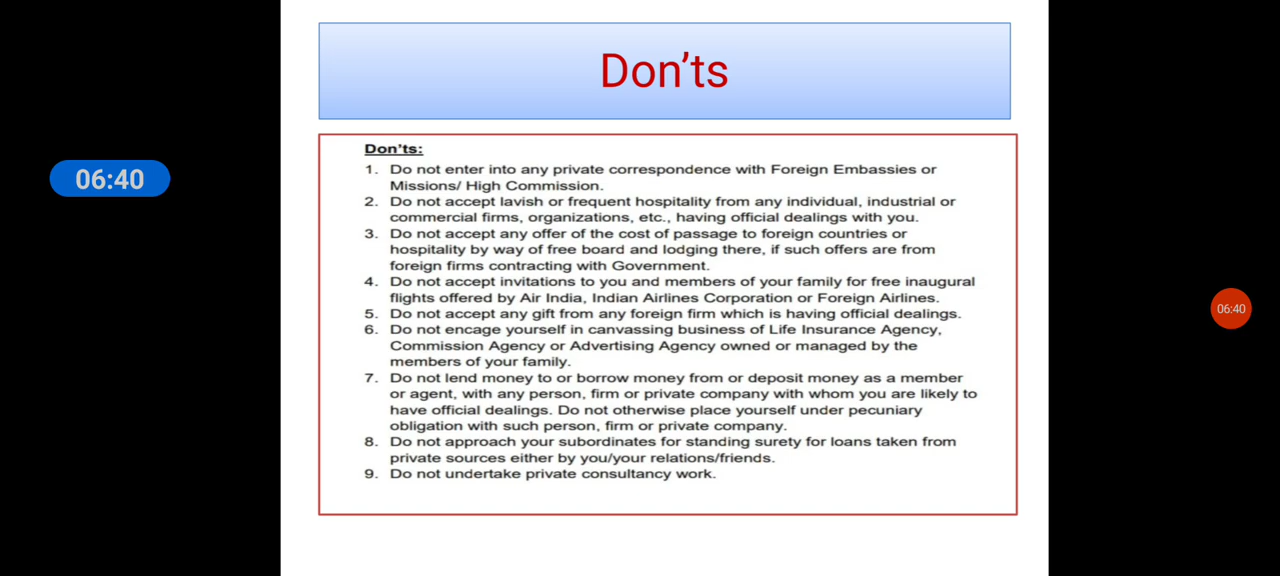 Don'ts
Don'ts:
1. Do not enter into any private correspondence with Foreign Embassies or
Missions/ High Commission.
2. Do not accept lavish or frequent hospitality from any individual, industrial or
commercial firms, organizations, etc., having official dealings with you.
3. Do not accept any offer of the cost of passage to foreign countries or
hospitality by way of free board and lodging there, if such offers are from
foreign firms contracting with Government.
4. Do not accept invitations to you and members of your family for free inaugural
flights offered by Air India, Indian Airlines Corporation or Foreign Airlines.
5. Do not accept any gift from any foreign firm which is having official dealings.
6. Do not encage yourself in canvassing business of Life Insurance Agency,
Commission Agency or Advertising Agency owned or managed by the
members of your family.
7. Do not lend money to or borrow money from or deposit money as a member
or agent, with any person, firm or private company with whom you are likely to
have official dealings. Do not otherwise place yourself under pecuniary
obligation with such person, firm or private company.
8. Do not approach your subordinates for standing surety for loans taken from
private sources either by you/your relations/friends.
9. Do not undertake private consultancy work.
06:40
06:40